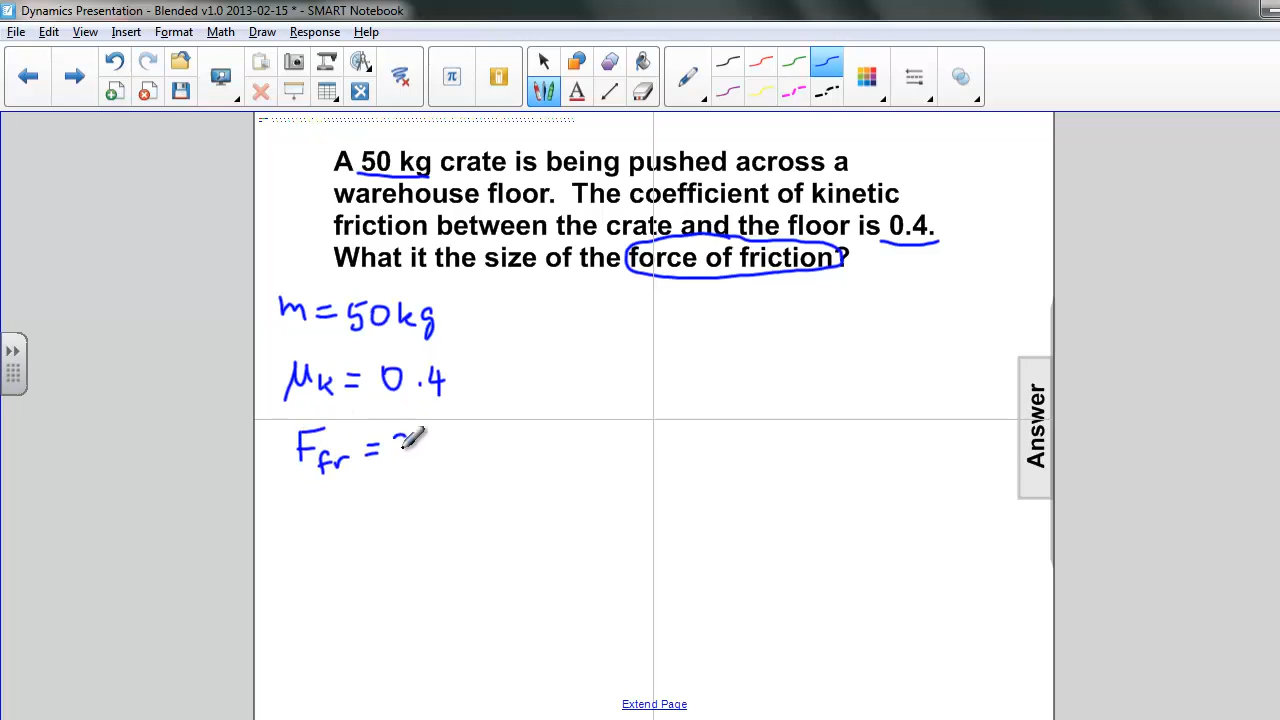 Dynamics Presentation - Blended v1.0 2013-02-15 * - SMART Notebook
File Edit View Insert Format Math Draw Response Help
A 50 kg crate is being pushed across a
warehouse floor. The coefficient of kinetic
friction between the crate and the floor is 0.4.
What it the size of the force of friction?
m = 50 kg
μk = 0.4
Ffr = ?
Answer
Extend Page